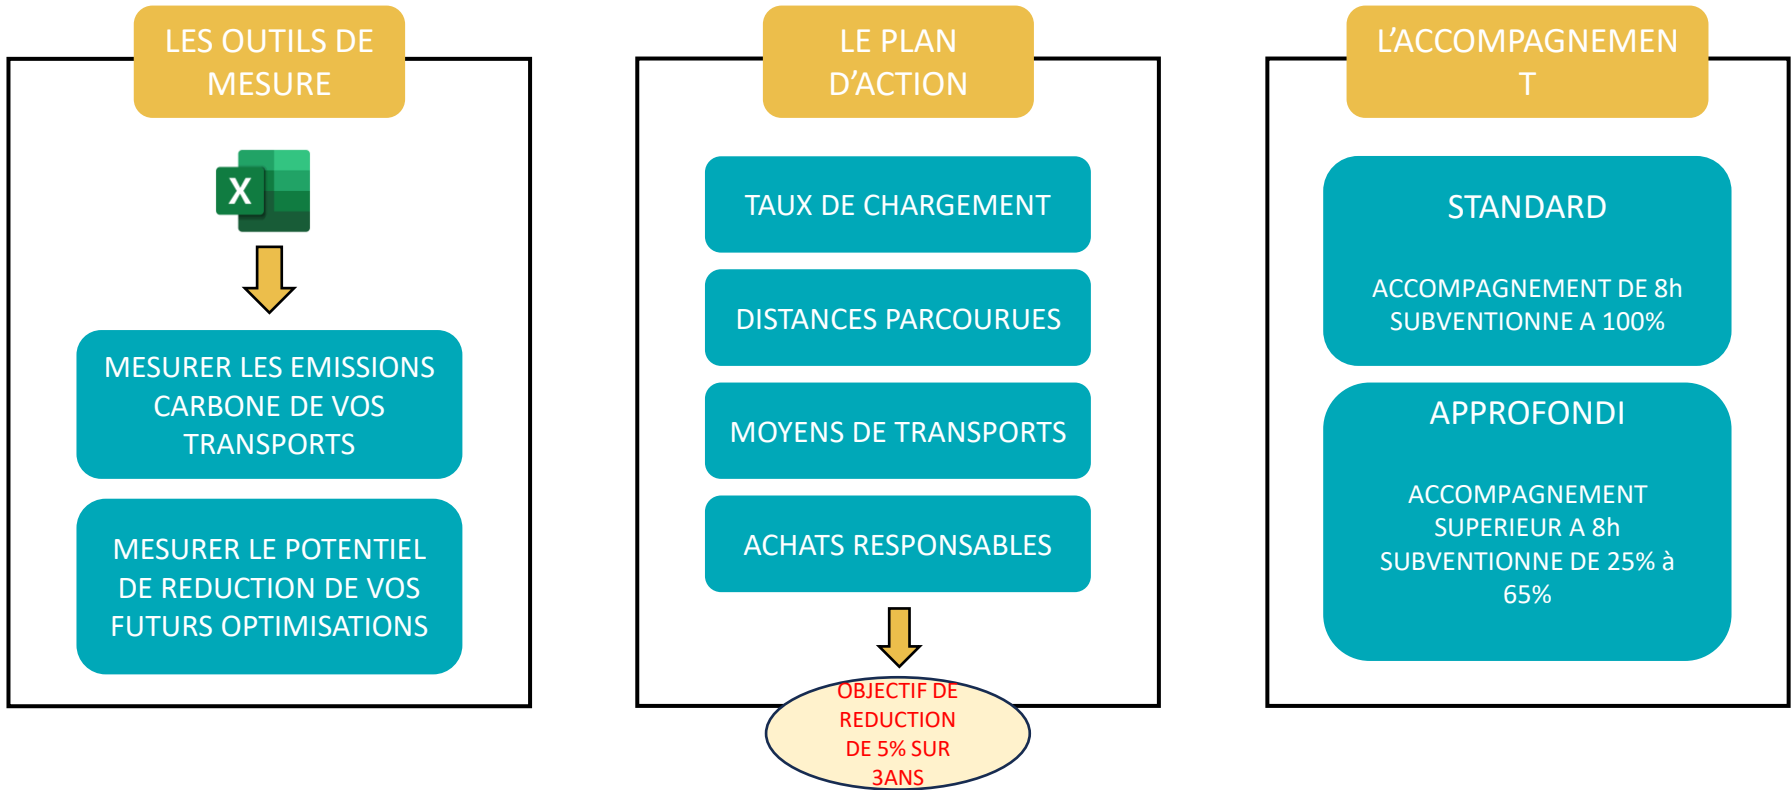 LES OUTILS DE
MESURE
X
MESURER LES EMISSIONS
CARBONE DE VOS
TRANSPORTS
MESURER LE POTENTIEL
DE REDUCTION DE VOS
FUTURS OPTIMISATIONS
LE PLAN
D’ACTION
TAUX DE CHARGEMENT
DISTANCES PARCOURUES
MOYENS DE TRANSPORTS
ACHATS RESPONSABLES
OBJECTIF DE
REDUCTION
DE 5% SUR
3ANS
L’ACCOMPAGNEMEN
T
STANDARD
ACCOMPAGNEMENT DE 8h
SUBVENTIONNE A 100%
APPROFONDI
ACCOMPAGNEMENT
SUPERIEUR A 8h
SUBVENTIONNE DE 25% à
65%